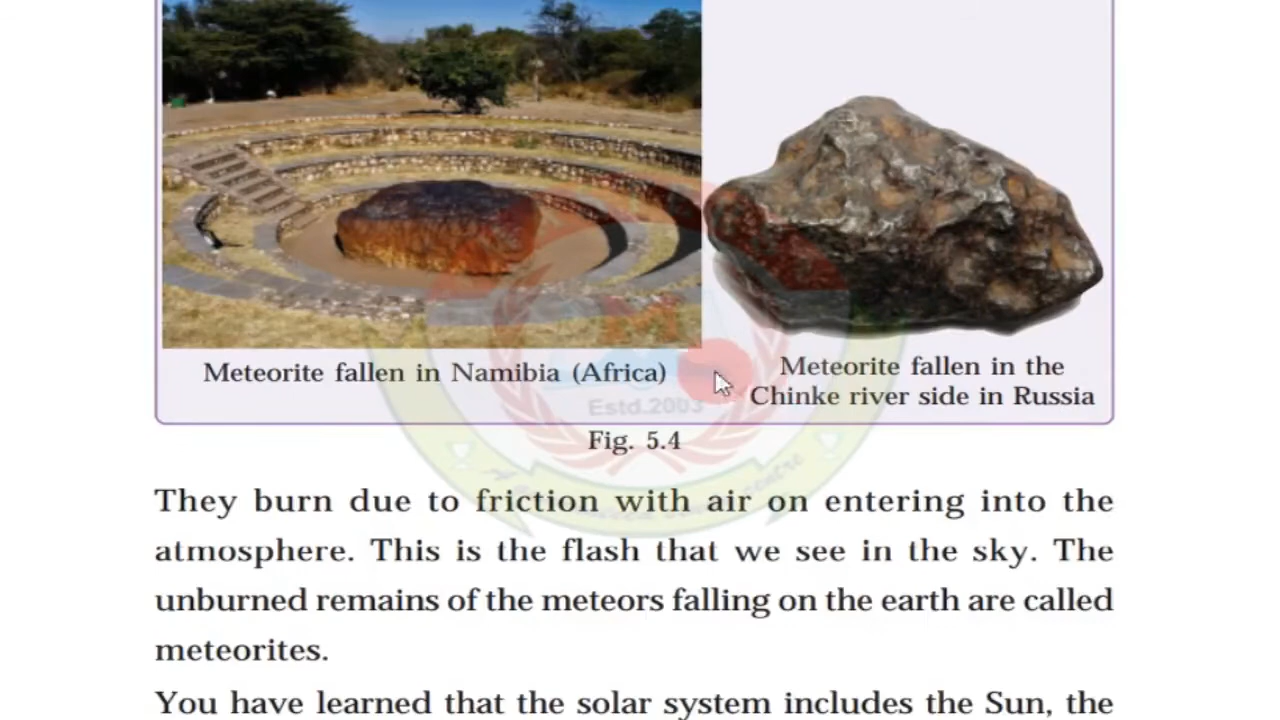 Meteorite fallen in Namibia (Africa)
Meteorite fallen in the
Chinke river side in Russia
M
Estd.2003
Fig. 5.4
They burn due to friction with air on entering into the
atmosphere. This is the flash that we see in the sky. The
unburned remains of the meteors falling on the earth are called
meteorites.
You have learned that the solar system includes the Sun, the